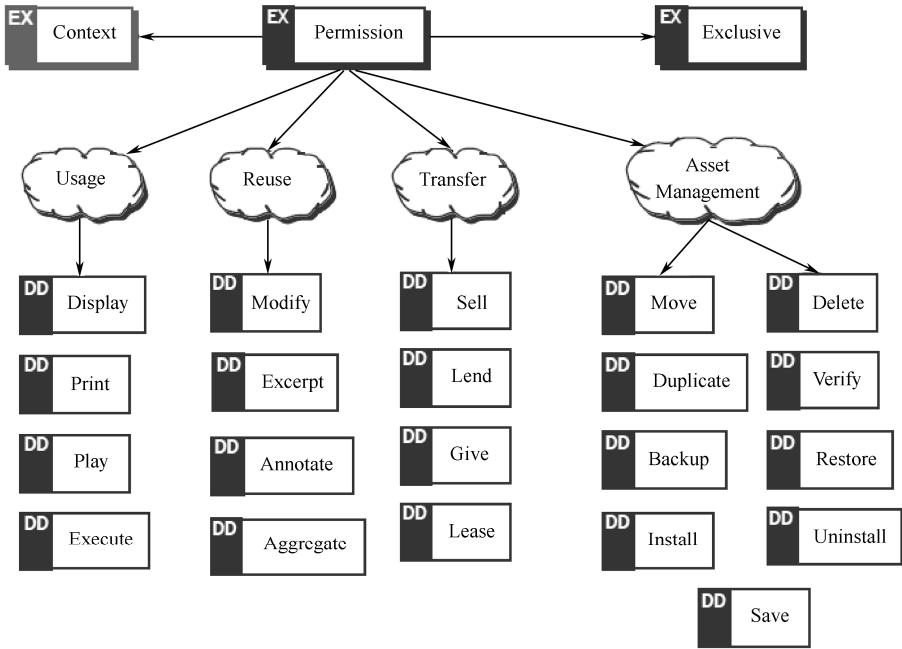 EX Context
EX Permission
EX Exclusive
Usage
Reuse
Transfer
Asset
Management
DD Display
DD Modify
DD Sell
DD Move
DD Delete
DD Print
DD Excerpt
DD Lend
DD Duplicate
DD Verify
DD Play
DD Annotate
DD Give
DD Backup
DD Restore
DD Execute
DD Aggregate
DD Lease
DD Install
DD Uninstall
DD Save